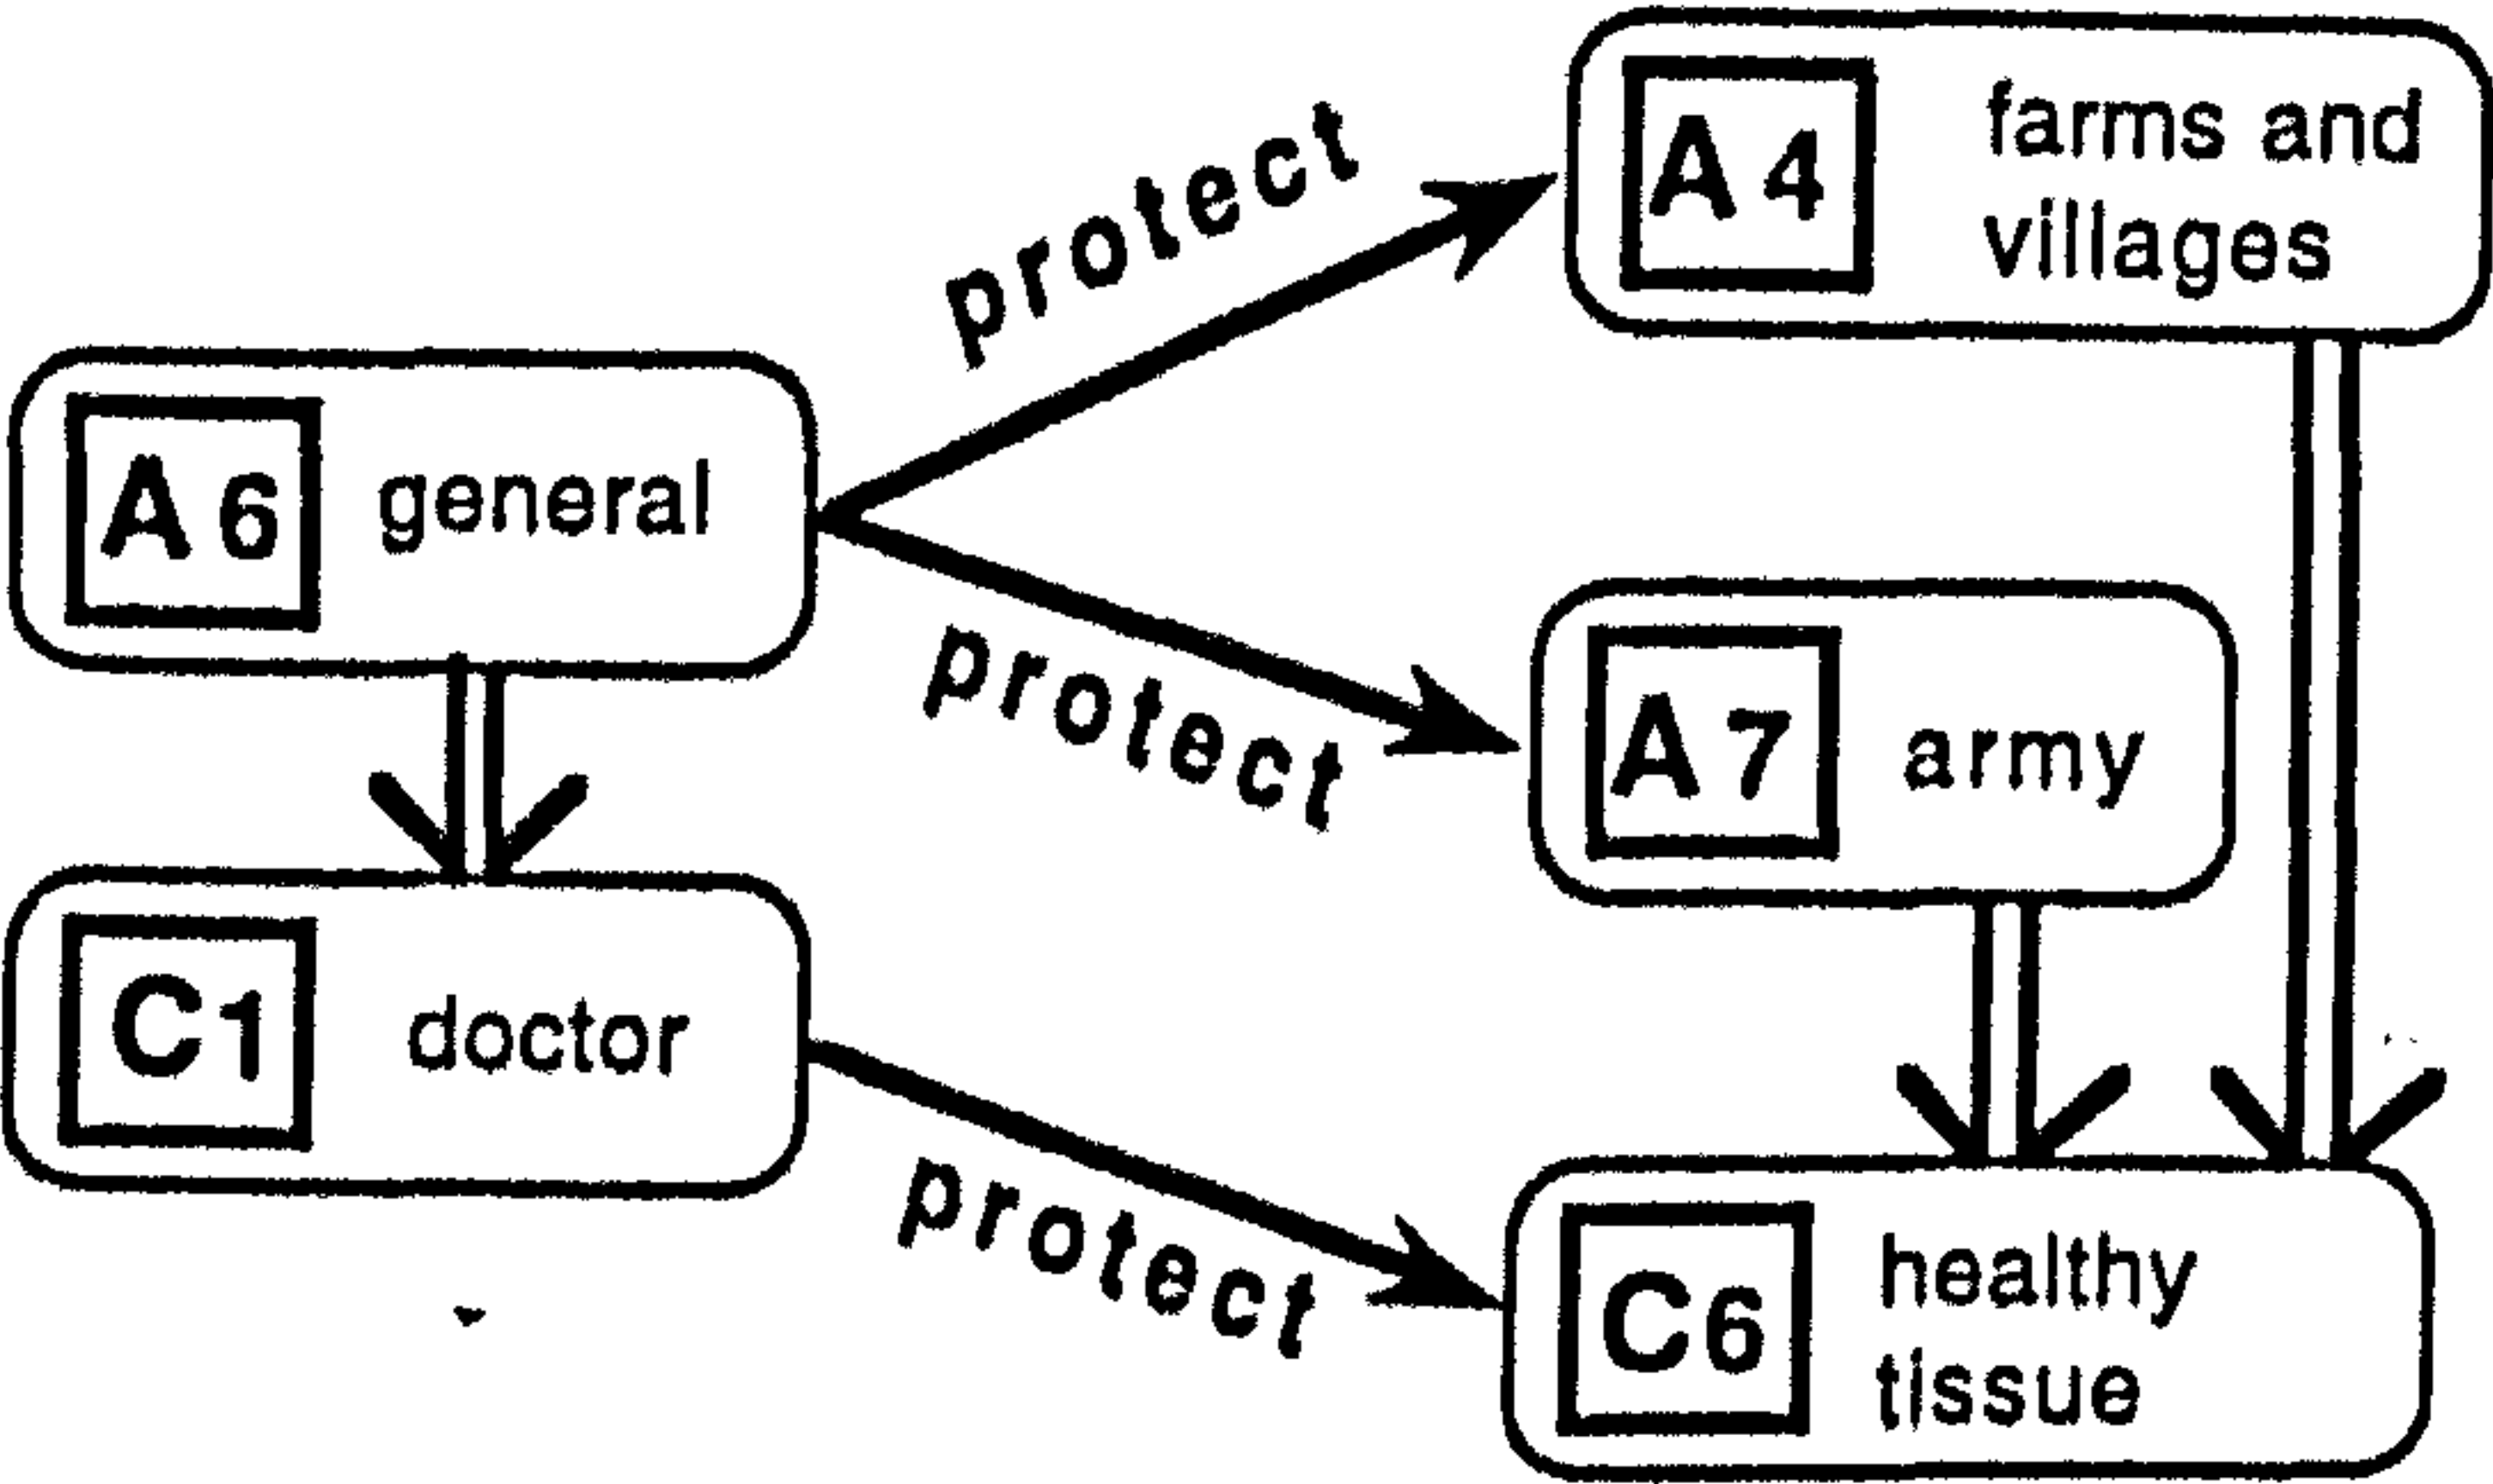 protect
A4 farms and
villages
A6 general
protect
A7 army
C1 doctor
protect
C6 healthy
tissue